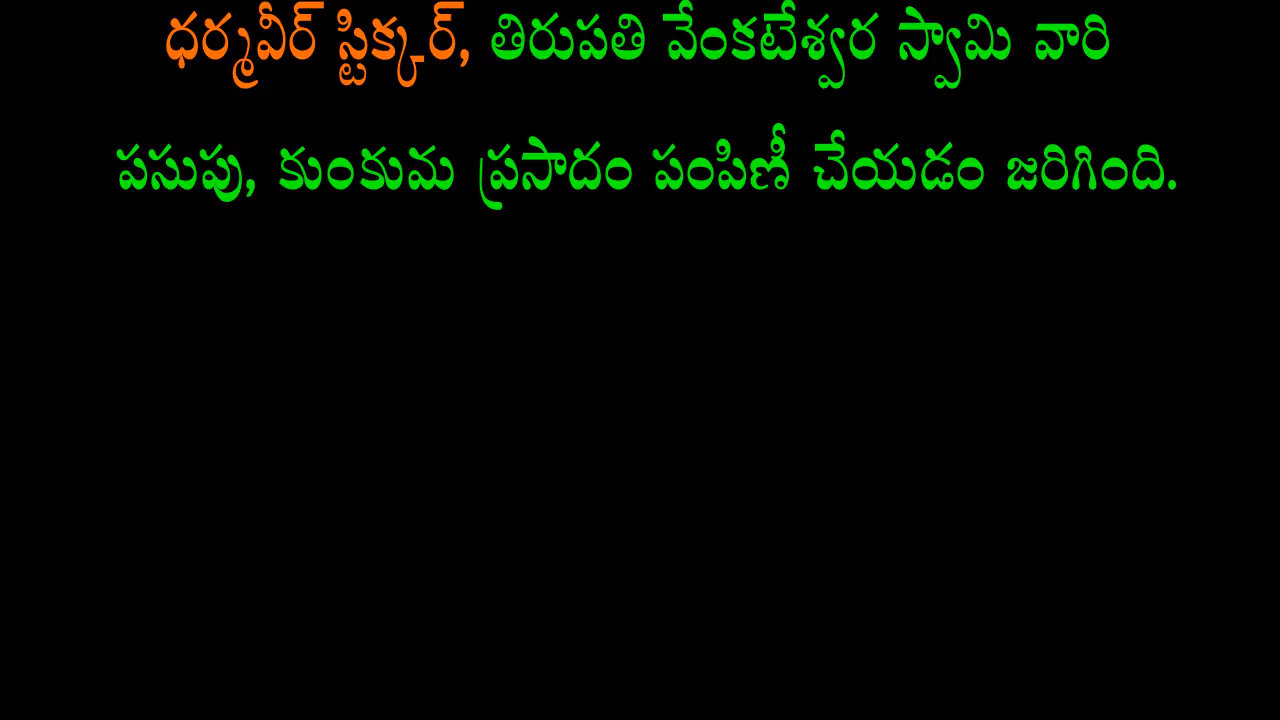 ధర్మవీర్ స్టిక్కర్, తిరుపతి వేంకటేశ్వర స్వామి వారి
పసుపు, కుంకుమ ప్రసాదం పంపిణీ చేయడం జరిగింది.